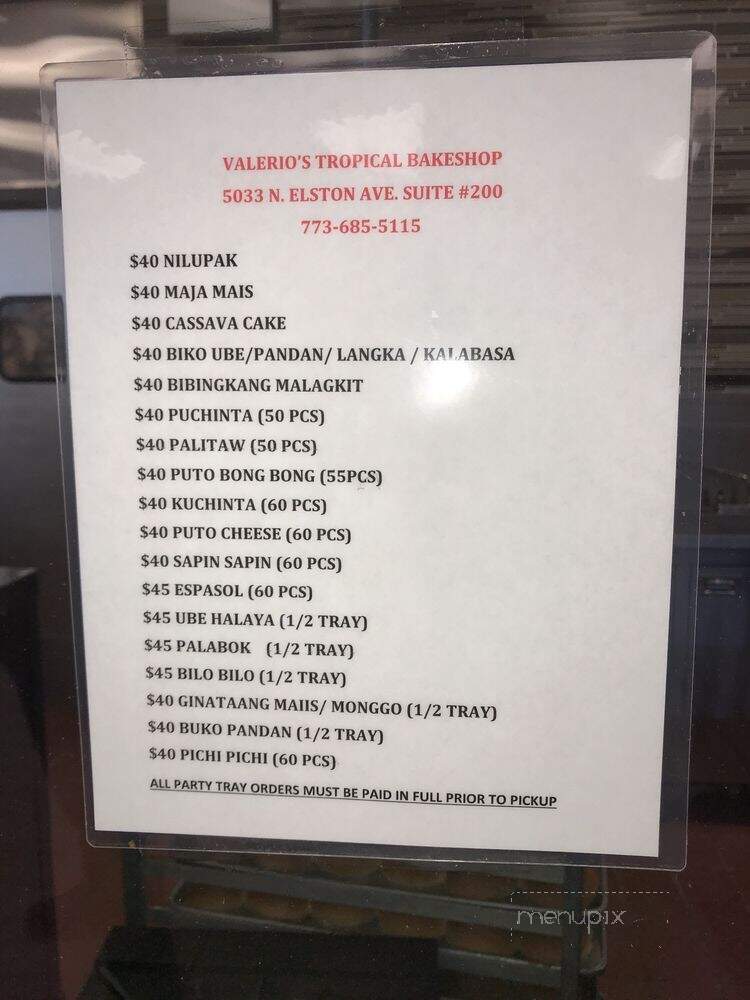 VALERIO'S TROPICAL BAKESHOP
5033 N. ELSTON AVE. SUITE #200
773-685-5115
$40 NILUPAK
$40 MAJA MAIS
$40 CASSAVA CAKE
$40 BIKO UBE/PANDAN/ LANGKA / KALABASA
$40 BIBINGKANG MALAGKIT
$40 PUCHINTA (50 PCS)
$40 PALITAW (50 PCS)
$40 PUTO BONG BONG (55PCS)
$40 KUCHINTA (60 PCS)
$40 PUTO CHEESE (60 PCS)
$40 SAPIN SAPIN (60 PCS)
$45 ESPASOL (60 PCS)
$45 UBE HALAYA (1/2 TRAY)
$45 PALABOK (1/2 TRAY)
$45 BILO BILO (1/2 TRAY)
$40 GINATAANG MAIIS/ MONGGO (1/2 TRAY)
$40 BUKO PANDAN (1/2 TRAY)
$40 PICHI PICHI (60 PCS)
ALL PARTY TRAY ORDERS MUST BE PAID IN FULL PRIOR TO PICKUP
menupix